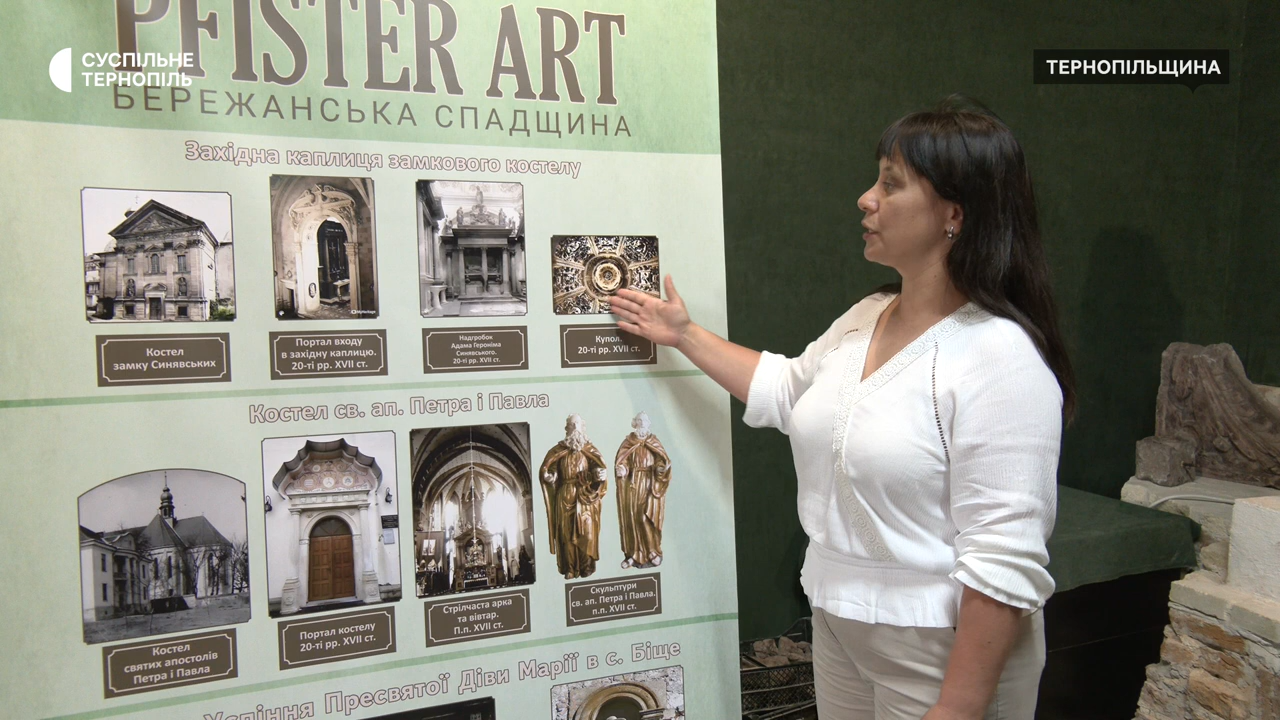 PFISTER ART
СУСПІЛЬНЕ
ТЕРНОПІЛЬ
ТЕРНОПІЛЬЩИНА
БЕРЕЖАНСЬКА СПАДЩИНА
Західна каплиця замкового костелу
Костел
замку Синявських
Портал входу
в західну каплицю.
20-ті рр. XVII ст.
Надгробок
Адама Героніма
Синявського.
20-ті рр. XVII ст.
Купол.
20-ті рр. XVII ст.
Костел св. ап. Петра і Павла
Костел
святих апостолів
Петра і Павла
Портал костелу
20-ті рр. XVII ст.
Стрілчаста арка
та вівтар.
П.п. XVII ст.
Скульптури
св. ап. Петра і Павла.
п.п. XVII ст.
Успіння Пресвятої Діви Марії в с. Біще